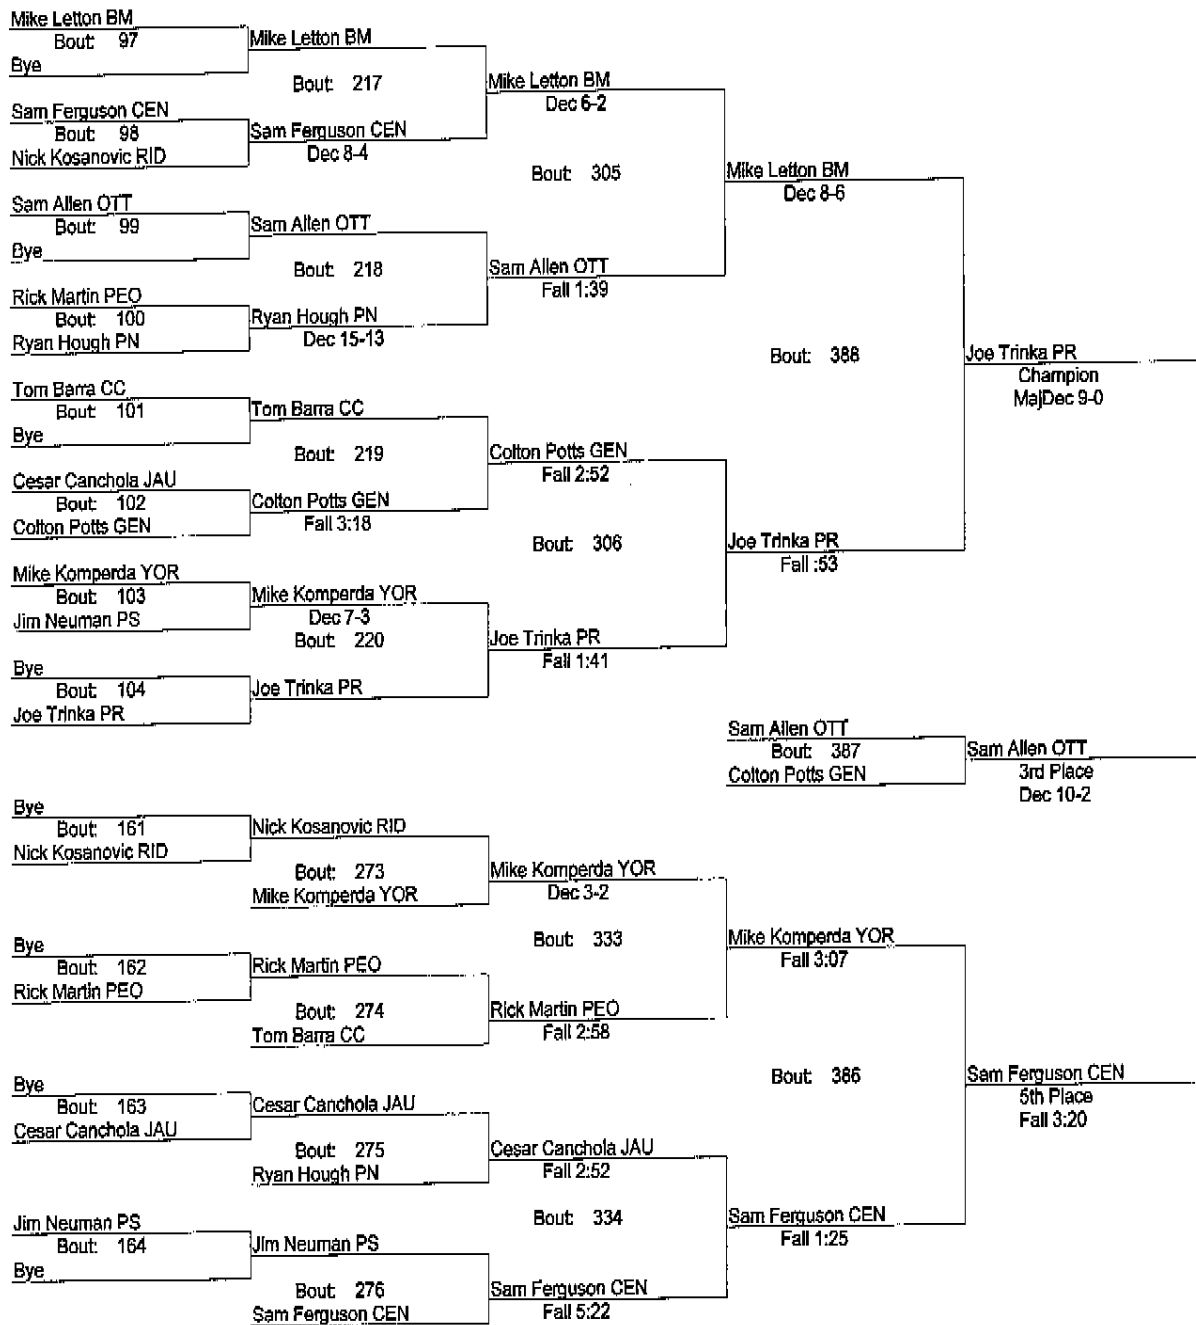 Mike Letton BM
Bout: 97
Bye
Mike Letton BM
Bout: 217
Sam Ferguson CEN
Bout: 98
Nick Kosanovic RID
Sam Ferguson CEN
Dec 8-4
Mike Letton BM
Dec 6-2
Bout: 305
Sam Allen OTT
Bout: 99
Bye
Sam Allen OTT
Bout: 218
Rick Martin PEO
Bout: 100
Ryan Hough PN
Ryan Hough PN
Dec 15-13
Sam Allen OTT
Fall 1:39
Mike Letton BM
Dec 8-6
Bout: 388
Joe Trinka PR
Champion
MajDec 9-0
Tom Barra CC
Bout: 101
Bye
Tom Barra CC
Bout: 219
Cesar Canchola JAU
Bout: 102
Colton Potts GEN
Colton Potts GEN
Fall 3:18
Colton Potts GEN
Fall 2:52
Bout: 306
Mike Komperda YOR
Bout: 103
Jim Neuman PS
Mike Komperda YOR
Dec 7-3
Bout: 220
Bye
Bout: 104
Joe Trinka PR
Joe Trinka PR
Joe Trinka PR
Fall 1:41
Joe Trinka PR
Fall :53
Sam Allen OTT
Bout: 387
Colton Potts GEN
Sam Allen OTT
3rd Place
Dec 10-2
Bye
Bout: 161
Nick Kosanovic RID
Nick Kosanovic RID
Bout: 273
Mike Komperda YOR
Mike Komperda YOR
Dec 3-2
Bout: 333
Bye
Bout: 162
Rick Martin PEO
Rick Martin PEO
Bout: 274
Tom Barra CC
Rick Martin PEO
Fall 2:58
Mike Komperda YOR
Fall 3:07
Bout: 386
Sam Ferguson CEN
5th Place
Fall 3:20
Bye
Bout: 163
Cesar Canchola JAU
Cesar Canchola JAU
Bout: 275
Ryan Hough PN
Cesar Canchola JAU
Fall 2:52
Bout: 334
Jim Neuman PS
Bout: 164
Bye
Jim Neuman PS
Bout: 276
Sam Ferguson CEN
Sam Ferguson CEN
Fall 5:22
Sam Ferguson CEN
Fall 1:25